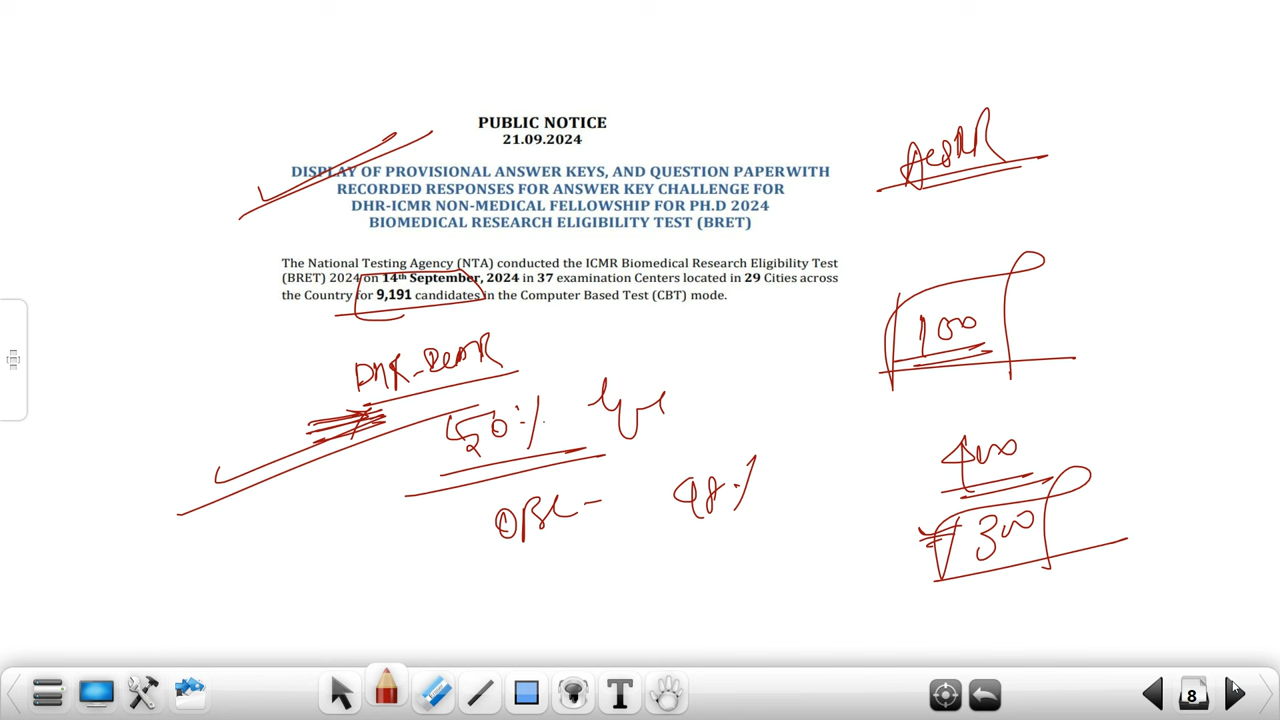 PUBLIC NOTICE
21.09.2024
DISPLAY OF PROVISIONAL ANSWER KEYS, AND QUESTION PAPERWITH
RECORDED RESPONSES FOR ANSWER KEY CHALLENGE FOR
DHR-ICMR NON-MEDICAL FELLOWSHIP FOR PH.D 2024
BIOMEDICAL RESEARCH ELIGIBILITY TEST (BRET)
The National Testing Agency (NTA) conducted the ICMR Biomedical Research Eligibility Test
(BRET) 2024 on 14th September, 2024 in 37 examination Centers located in 29 Cities across
the Country for 9,191 candidates in the Computer Based Test (CBT) mode.
100
50%
400
OBC - 48%
300
8
T